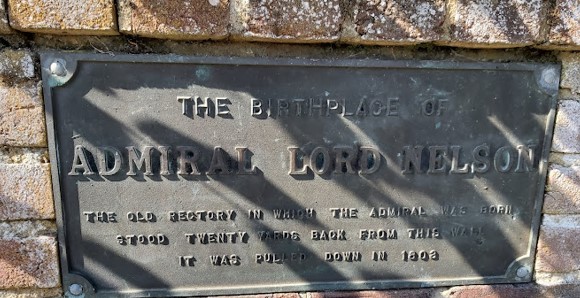 THE BIRTHPLACE OF
ADMIRAL LORD NELSON
THE OLD RECTORY IN WHICH THE ADMIRAL WAS BORN
STOOD TWENTY YARDS BACK FROM THIS WALL
IT WAS PULLED DOWN IN 1803